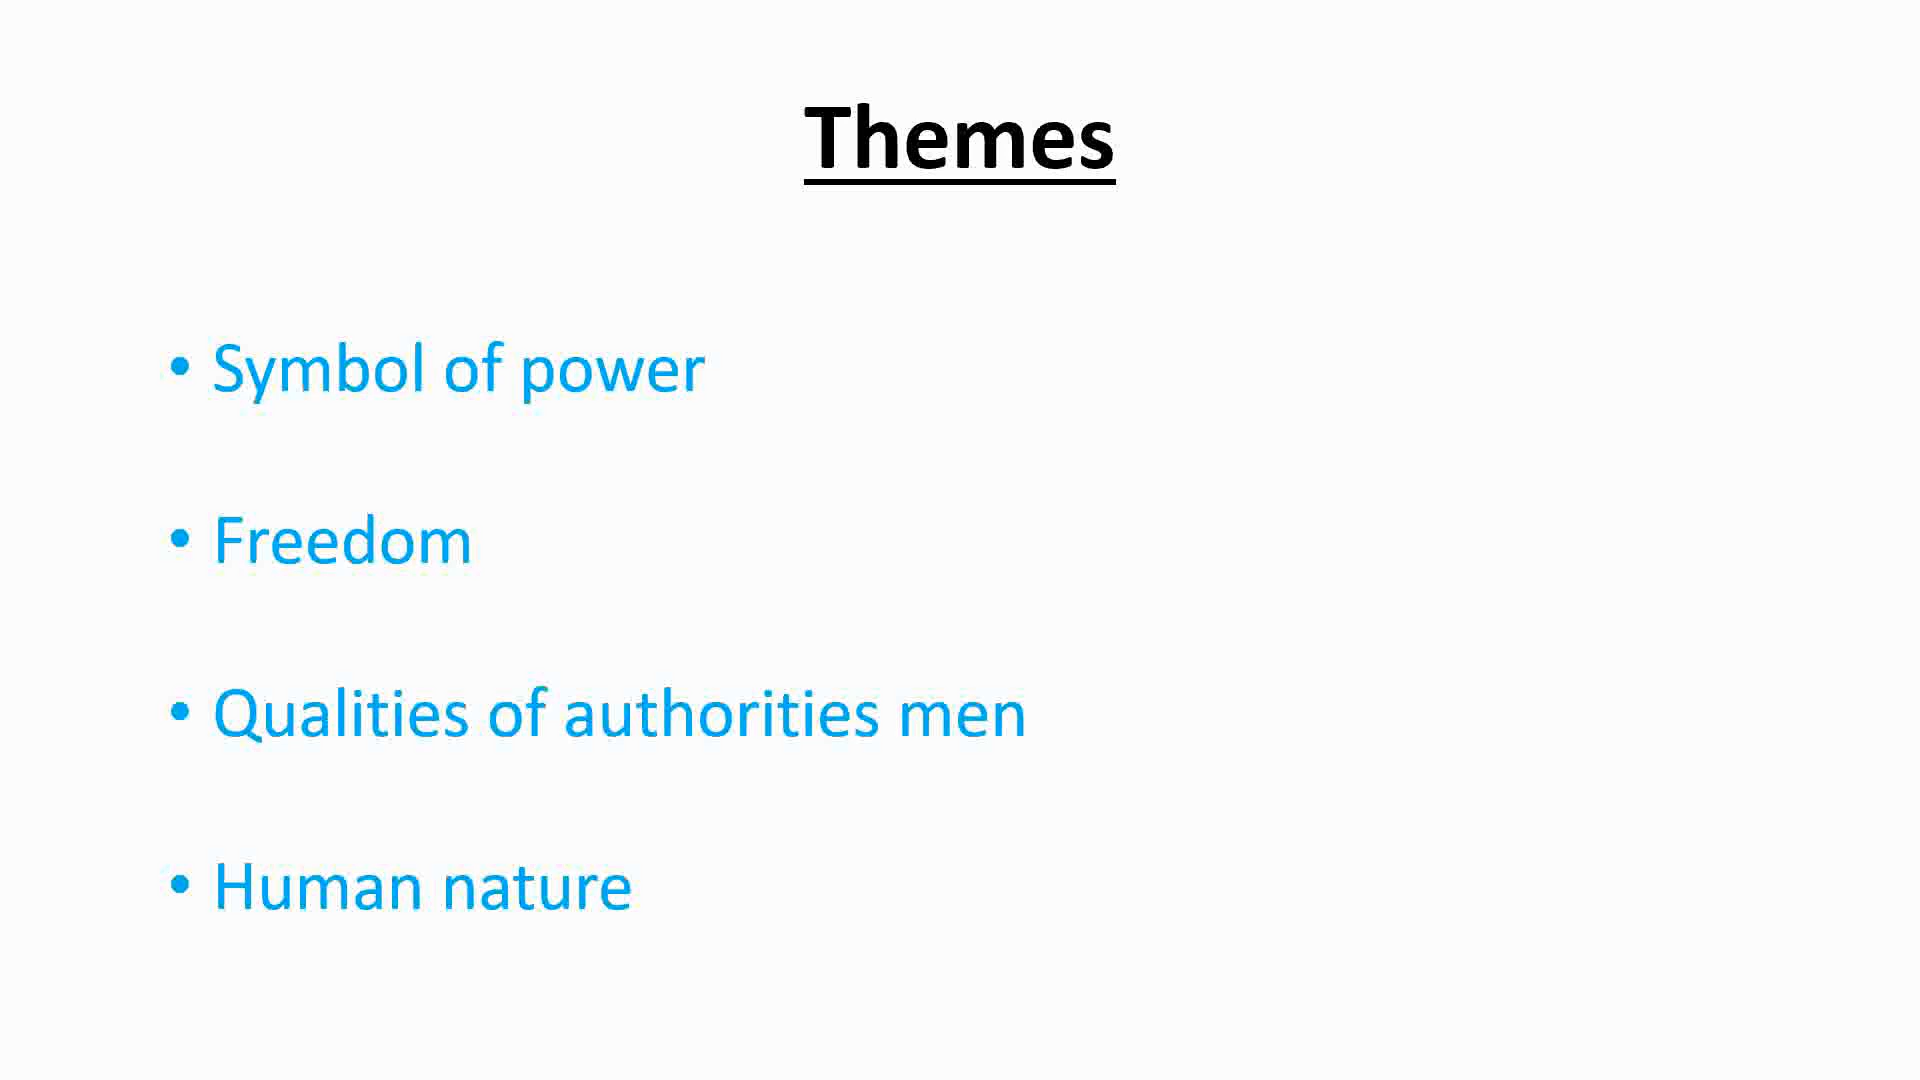 Themes
• Symbol of power
• Freedom
• Qualities of authorities men
• Human nature